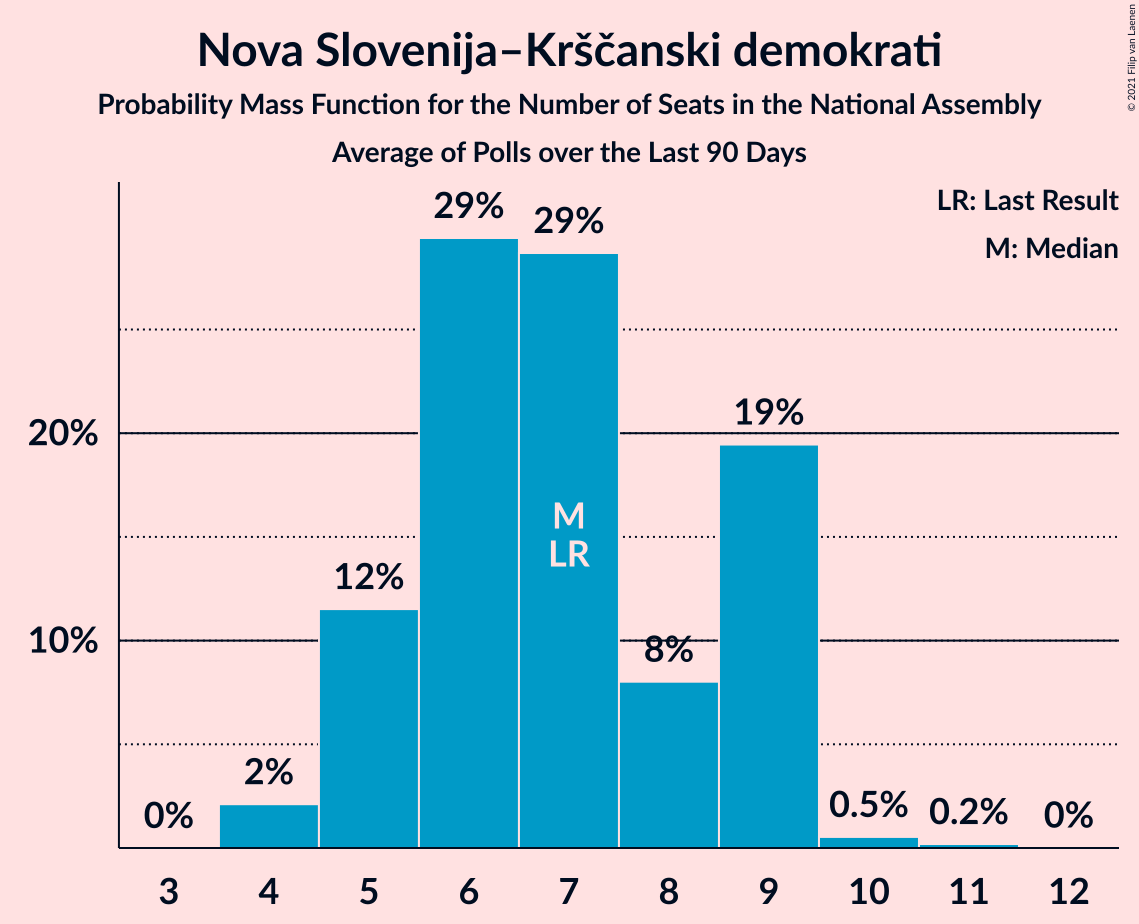 Nova Slovenija–Krščanski demokrati
Probability Mass Function for the Number of Seats in the National Assembly
Average of Polls over the Last 90 Days
© 2021 Filip van Laenen
LR: Last Result
M: Median
29%
29%
20%
19%
M
LR
12%
10%
8%
2%
0%
0.5%
0.2%
0%
3 4 5 6 7 8 9 10 11 12